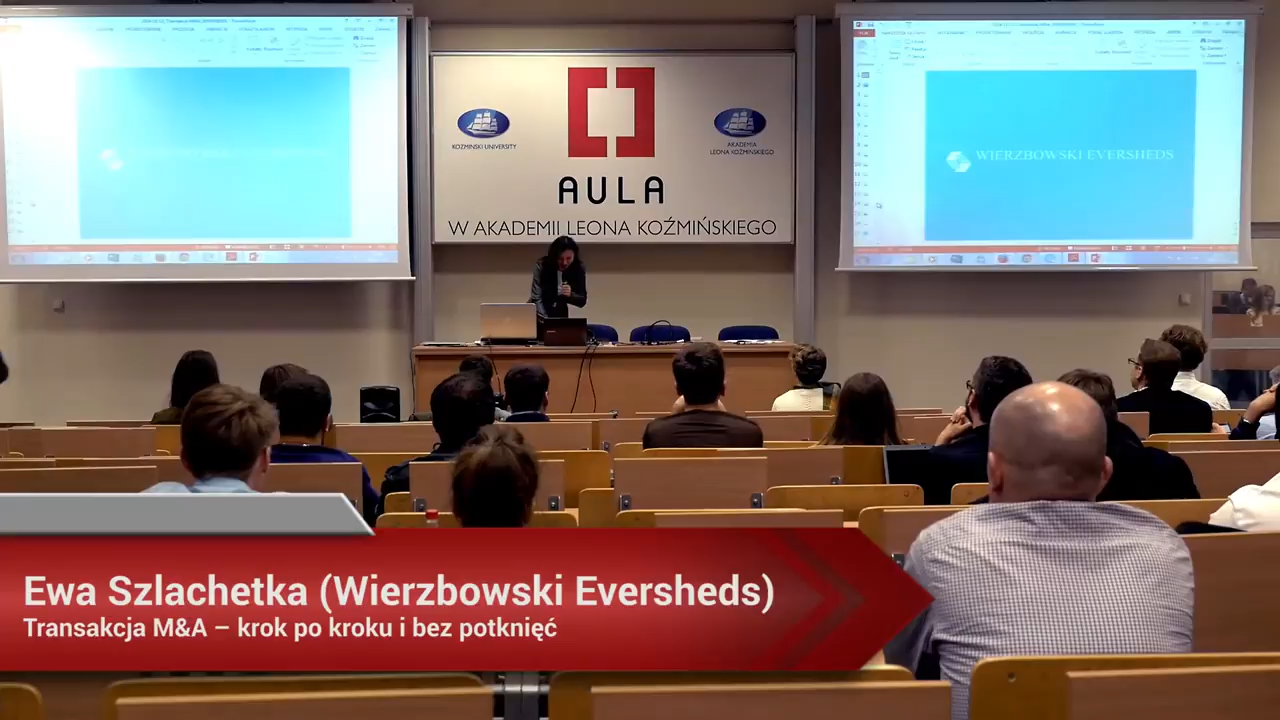 KOZMINSKI UNIVERSITY
AKADEMIA
LEONA KOŹMIŃSKIEGO
AULA
W AKADEMII LEONA KOŹMIŃSKIEGO
WIERZBOWSKI EVERSHEDS
Ewa Szlachetka (Wierzbowski Eversheds)
Transakcja M&A – krok po kroku i bez potknięć